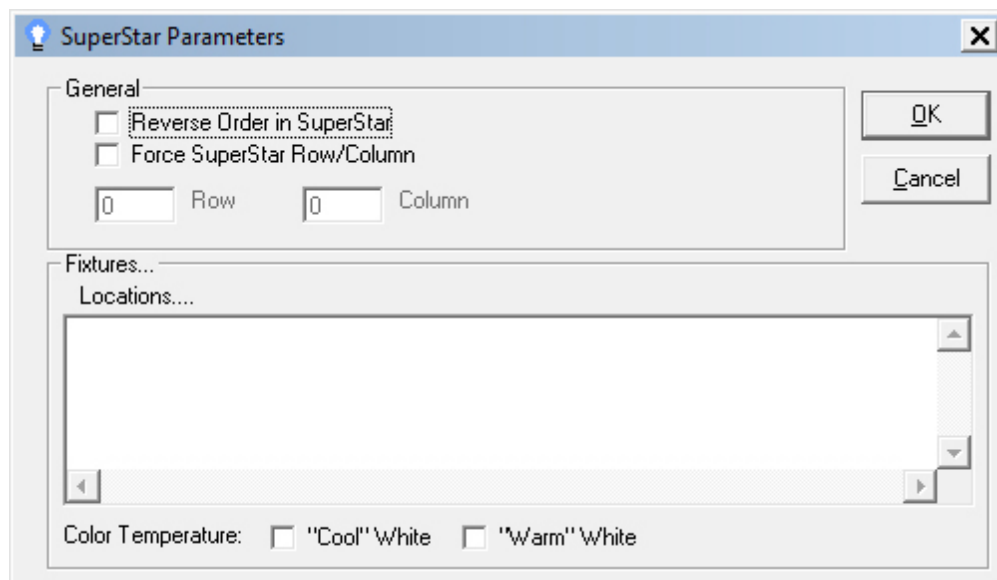 SuperStar Parameters
General
Reverse Order in SuperStar
Force SuperStar Row/Column
0 Row 0 Column
OK
Cancel
Fixtures...
Locations....
Color Temperature: "Cool" White "Warm" White